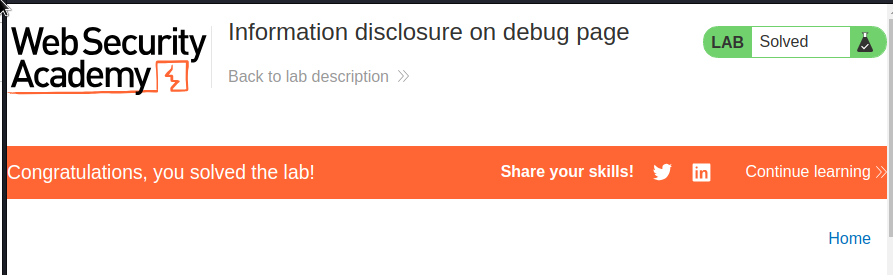 Web Security
Academy
Information disclosure on debug page
Back to lab description
LAB Solved
Congratulations, you solved the lab!
Share your skills!
Continue learning
Home